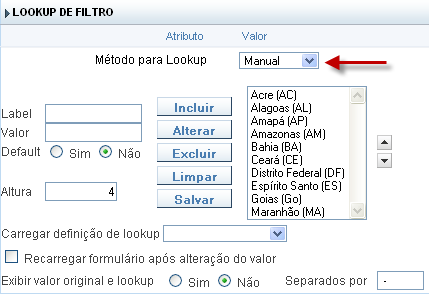 LOOKUP DE FILTRO
Atributo Valor
Método para Lookup Manual
Label
Valor
Default Sim Não
Altura 4
Incluir
Alterar
Excluir
Limpar
Salvar
Acre (AC)
Alagoas (AL)
Amapá (AP)
Amazonas (AM)
Bahia (BA)
Ceará (CE)
Distrito Federal (DF)
Espírito Santo (ES)
Goias (Go)
Maranhão (MA)
Carregar definição de lookup
Recarregar formulário após alteração do valor
Exibir valor original e lookup Sim Não Separados por -